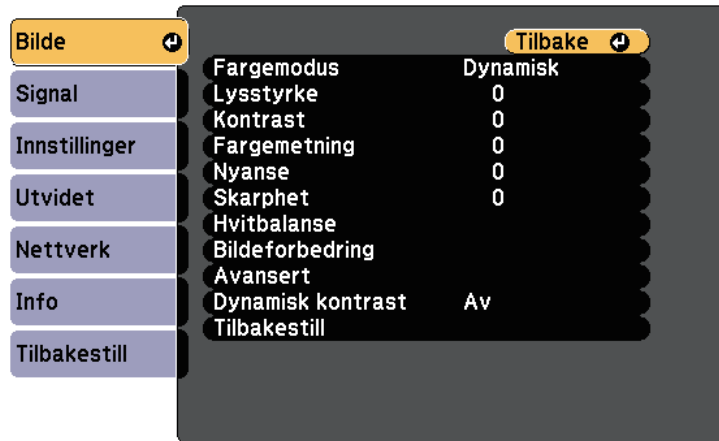 Bilde
Signal
Innstillinger
Utvidet
Nettverk
Info
Tilbakestill
Tilbake
Fargemodus Dynamisk
Lysstyrke 0
Kontrast 0
Fargemetning 0
Nyanse 0
Skarphet 0
Hvitbalanse
Bildeforbedring
Avansert
Dynamisk kontrast Av
Tilbakestill